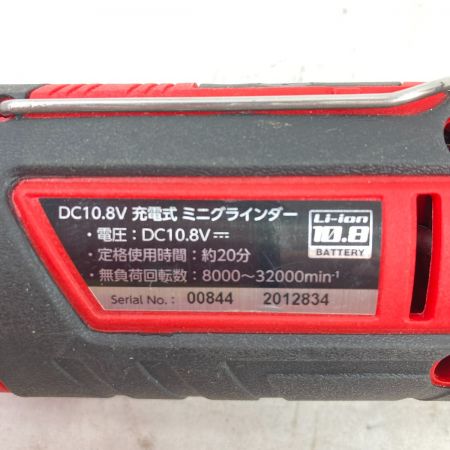 DC10.8V 充電式 ミニグラインダー
・電圧：DC10.8V⎓
・定格使用時間：約20分
・無負荷回転数：8000〜32000min⁻¹
Serial No.： 00844 2012834
Li-ion
10.8
BATTERY